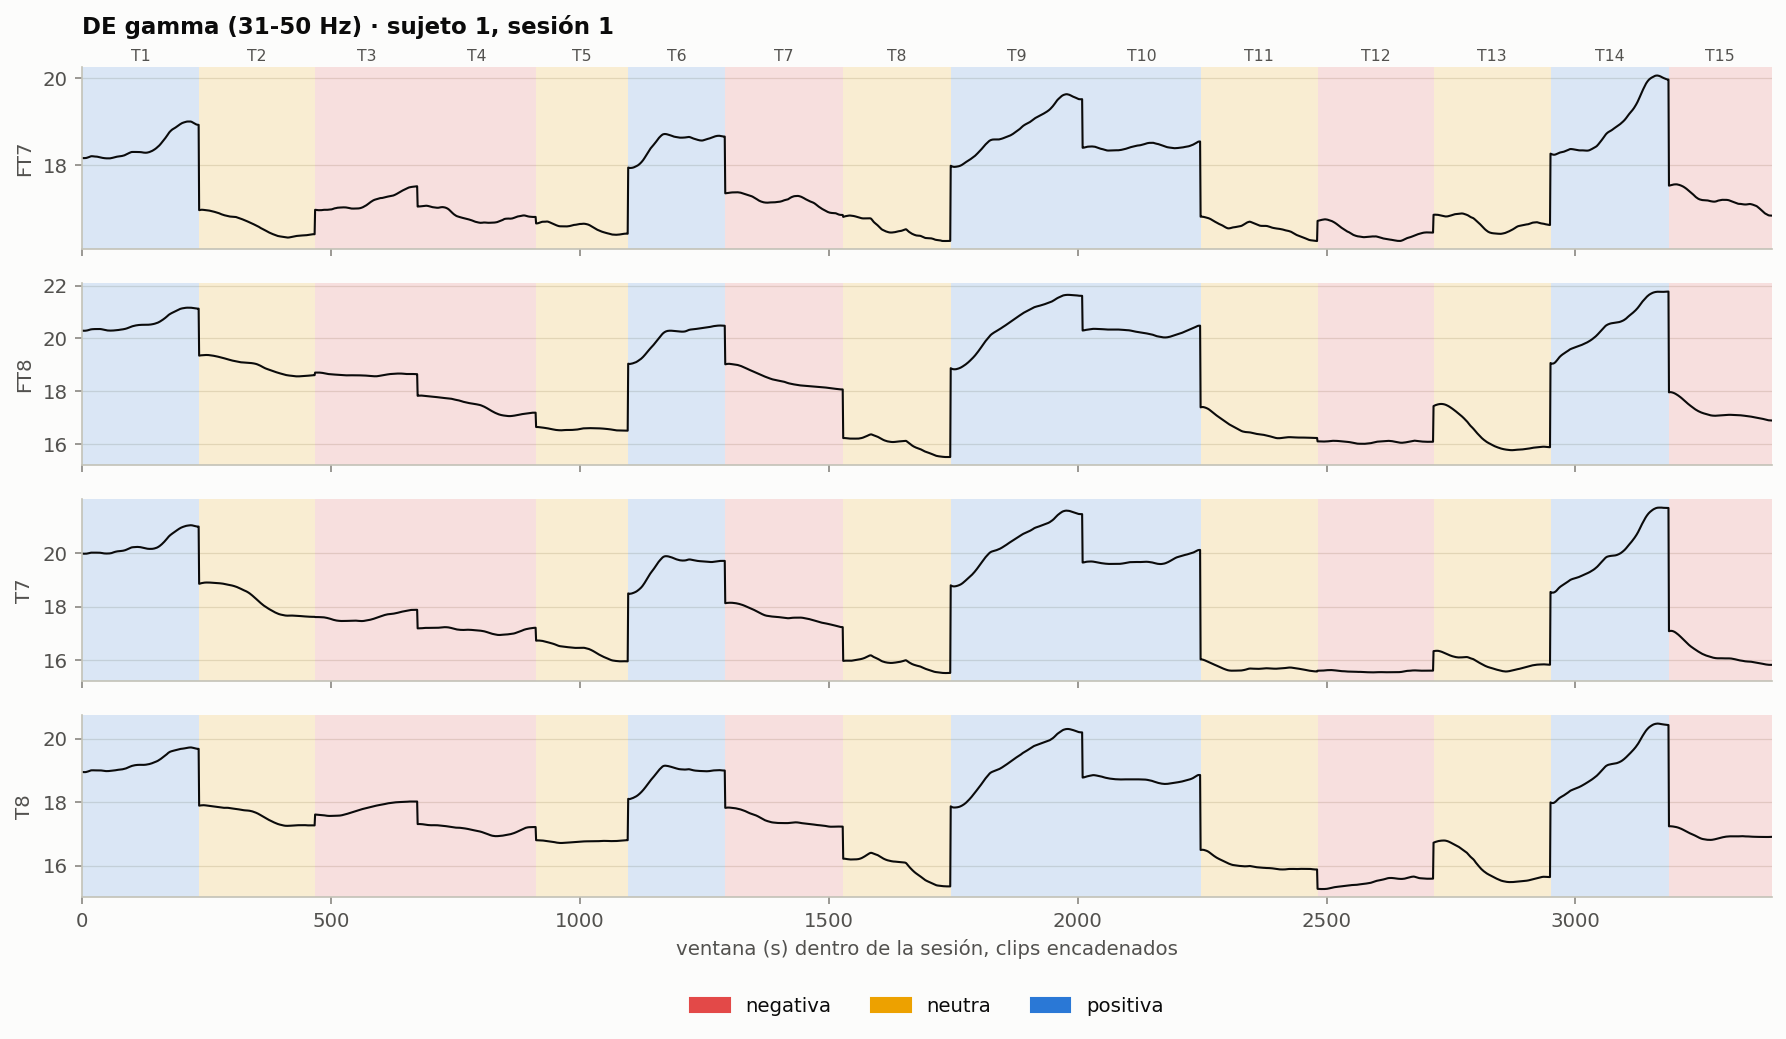 DE gamma (31-50 Hz) · sujeto 1, sesión 1
T1 T2 T3 T4 T5 T6 T7 T8 T9 T10 T11 T12 T13 T14 T15
20
18
FT7
22
20
18
16
FT8
20
18
16
T7
20
18
16
T8
0 500 1000 1500 2000 2500 3000
ventana (s) dentro de la sesión, clips encadenados
negativa neutra positiva